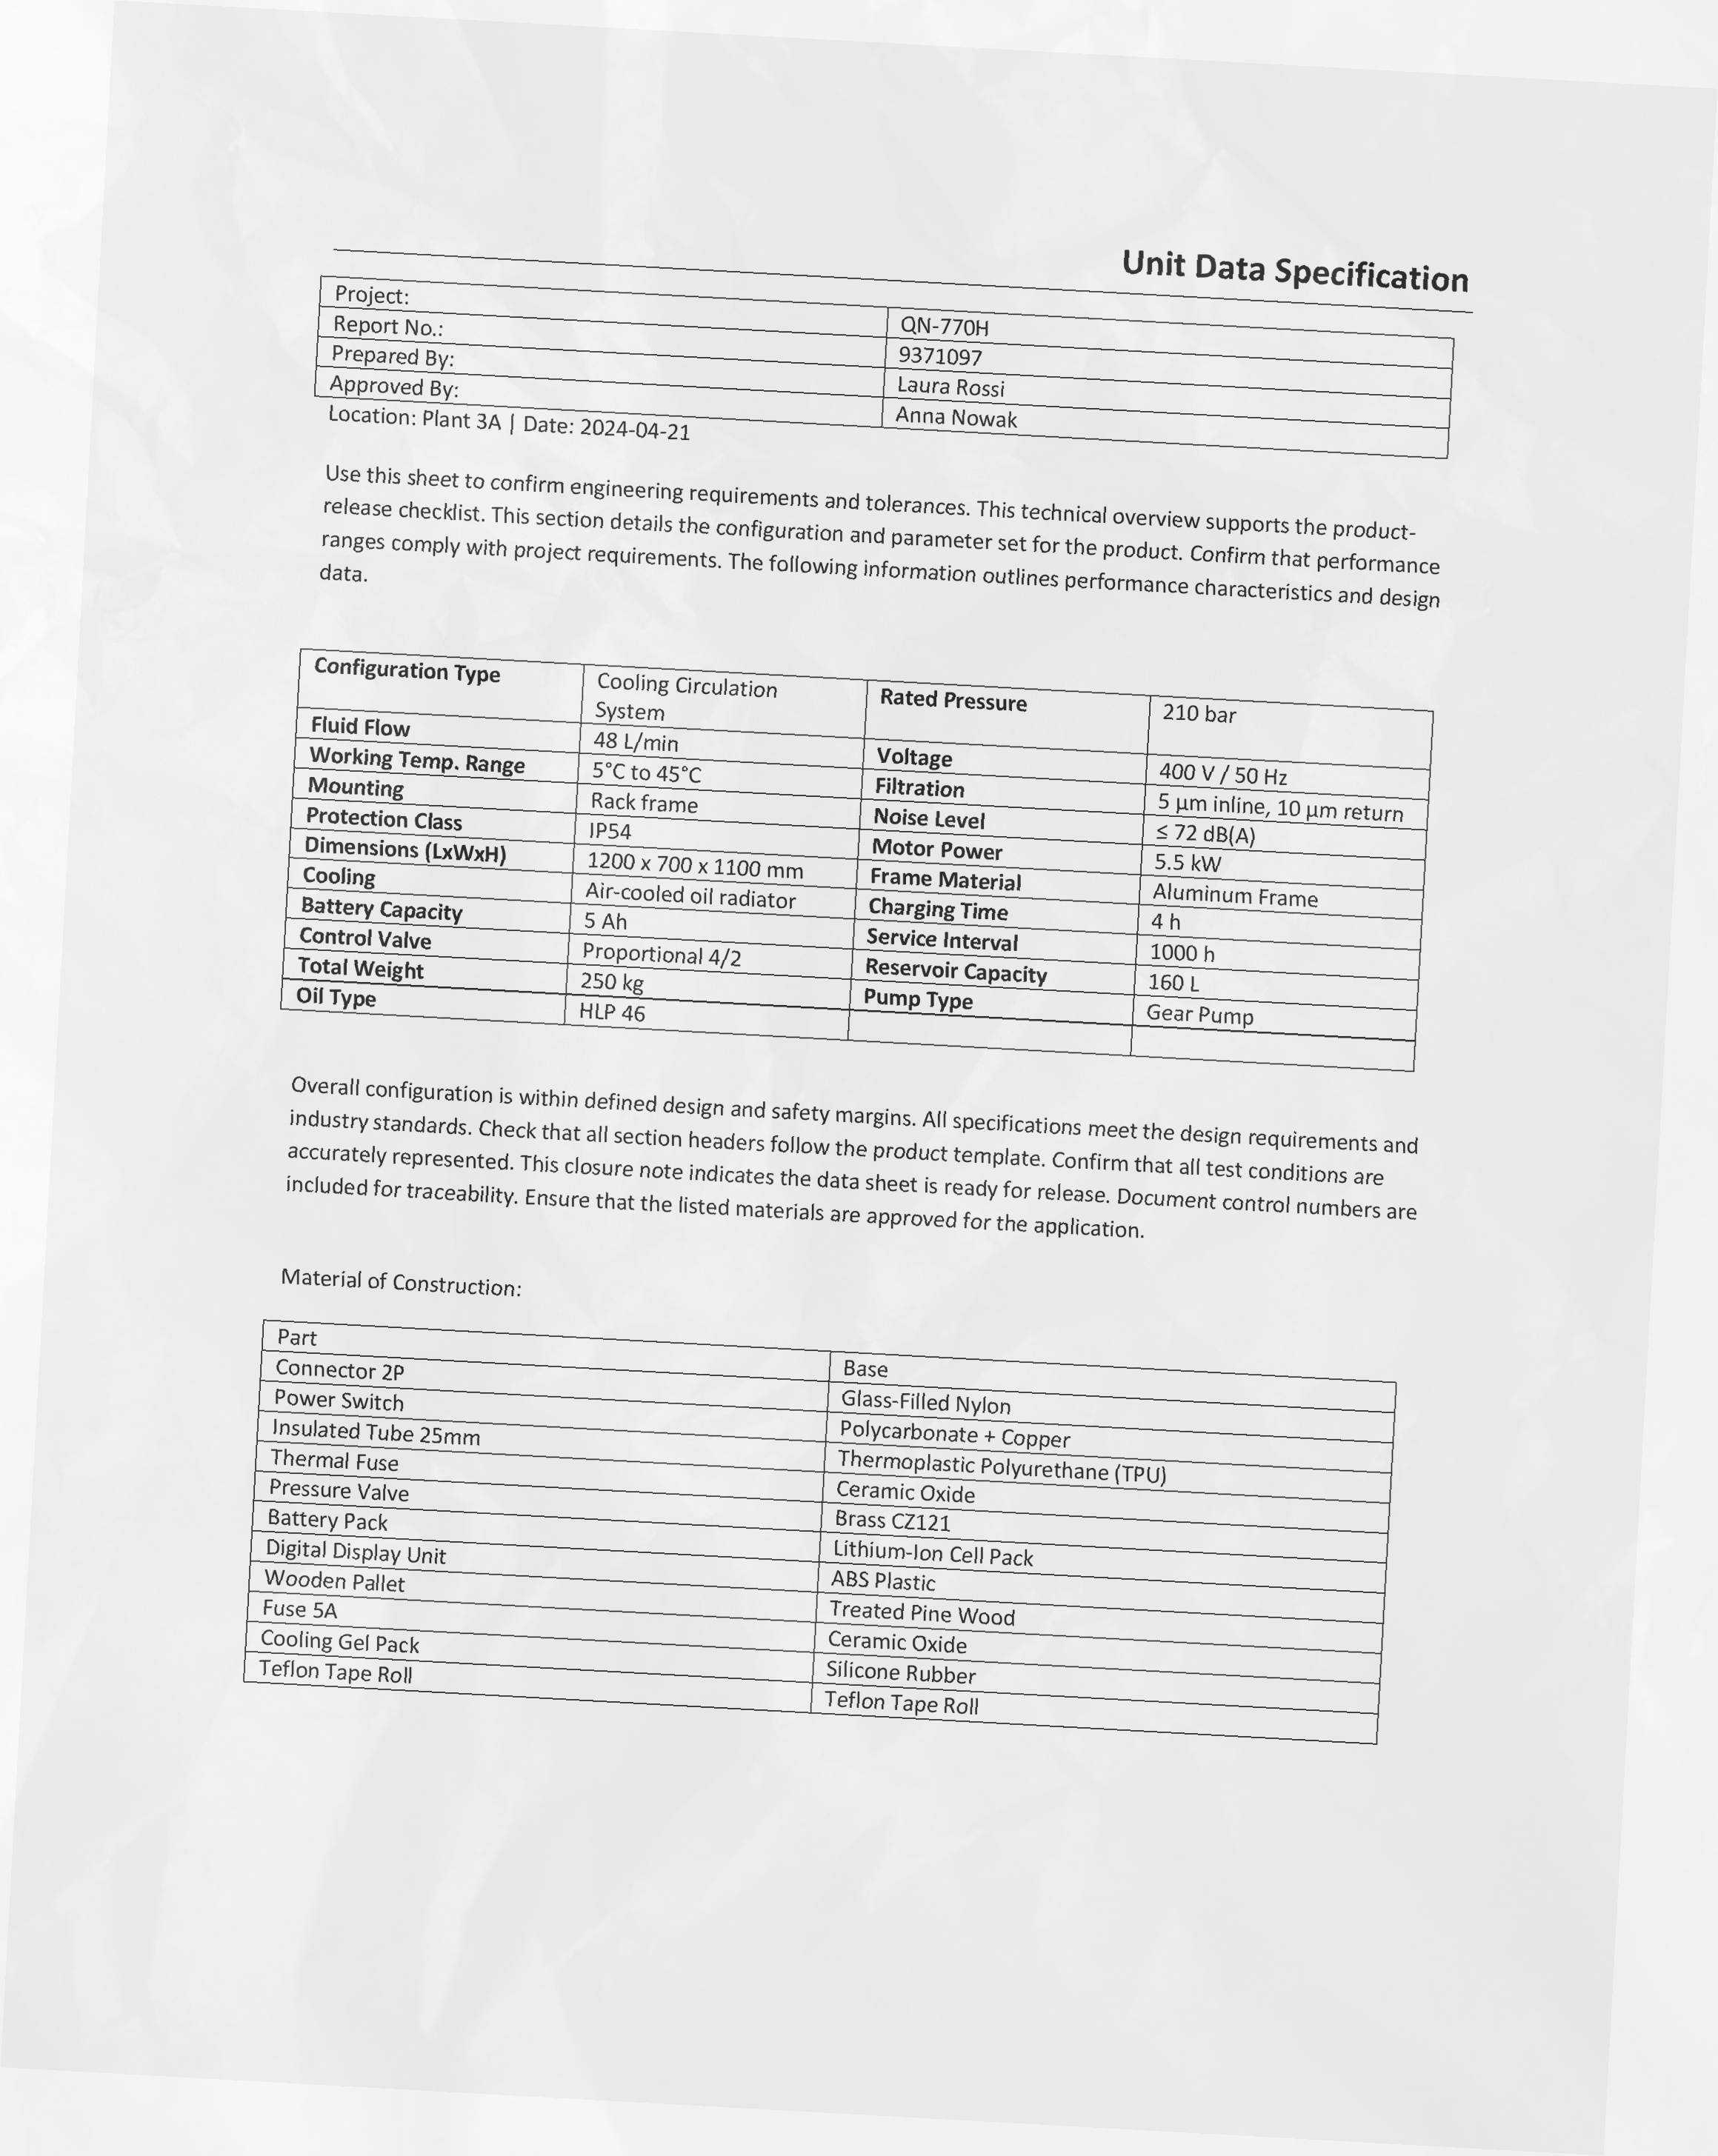 Unit Data Specification
Project: QN-770H
Report No.: 9371097
Prepared By: Laura Rossi
Approved By: Anna Nowak
Location: Plant 3A | Date: 2024-04-21
Use this sheet to confirm engineering requirements and tolerances. This technical overview supports the product-
release checklist. This section details the configuration and parameter set for the product. Confirm that performance
ranges comply with project requirements. The following information outlines performance characteristics and design
data.
Configuration Type Cooling Circulation System Rated Pressure 210 bar
Fluid Flow 48 L/min Voltage 400 V / 50 Hz
Working Temp. Range 5°C to 45°C Filtration 5 µm inline, 10 µm return
Mounting Rack frame Noise Level ≤ 72 dB(A)
Protection Class IP54 Motor Power 5.5 kW
Dimensions (LxWxH) 1200 x 700 x 1100 mm Frame Material Aluminum Frame
Cooling Air-cooled oil radiator Charging Time 4 h
Battery Capacity 5 Ah Service Interval 1000 h
Control Valve Proportional 4/2 Reservoir Capacity 160 L
Total Weight 250 kg Pump Type Gear Pump
Oil Type HLP 46
Overall configuration is within defined design and safety margins. All specifications meet the design requirements and
industry standards. Check that all section headers follow the product template. Confirm that all test conditions are
accurately represented. This closure note indicates the data sheet is ready for release. Document control numbers are
included for traceability. Ensure that the listed materials are approved for the application.
Material of Construction:
Part Base
Connector 2P Glass-Filled Nylon
Power Switch Polycarbonate + Copper
Insulated Tube 25mm Thermoplastic Polyurethane (TPU)
Thermal Fuse Ceramic Oxide
Pressure Valve Brass CZ121
Battery Pack Lithium-Ion Cell Pack
Digital Display Unit ABS Plastic
Wooden Pallet Treated Pine Wood
Fuse 5A Ceramic Oxide
Cooling Gel Pack Silicone Rubber
Teflon Tape Roll Teflon Tape Roll